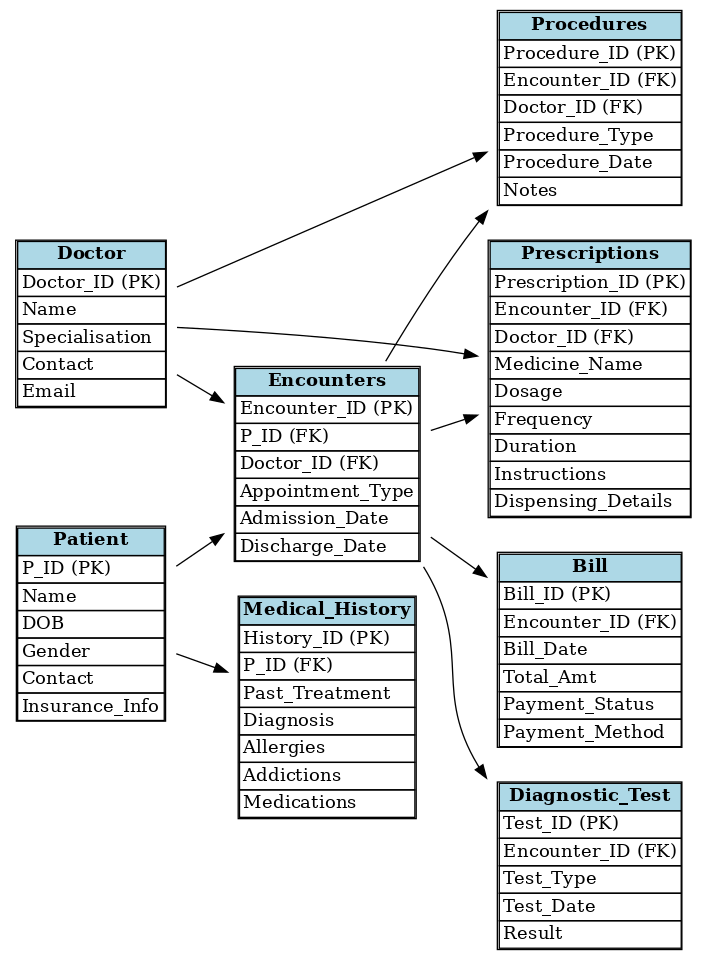 Procedures
Procedure_ID (PK)
Encounter_ID (FK)
Doctor_ID (FK)
Procedure_Type
Procedure_Date
Notes
Doctor
Doctor_ID (PK)
Name
Specialisation
Contact
Email
Prescriptions
Prescription_ID (PK)
Encounter_ID (FK)
Doctor_ID (FK)
Medicine_Name
Dosage
Frequency
Duration
Instructions
Dispensing_Details
Encounters
Encounter_ID (PK)
P_ID (FK)
Doctor_ID (FK)
Appointment_Type
Admission_Date
Discharge_Date
Patient
P_ID (PK)
Name
DOB
Gender
Contact
Insurance_Info
Medical_History
History_ID (PK)
P_ID (FK)
Past_Treatment
Diagnosis
Allergies
Addictions
Medications
Bill
Bill_ID (PK)
Encounter_ID (FK)
Bill_Date
Total_Amt
Payment_Status
Payment_Method
Diagnostic_Test
Test_ID (PK)
Encounter_ID (FK)
Test_Type
Test_Date
Result